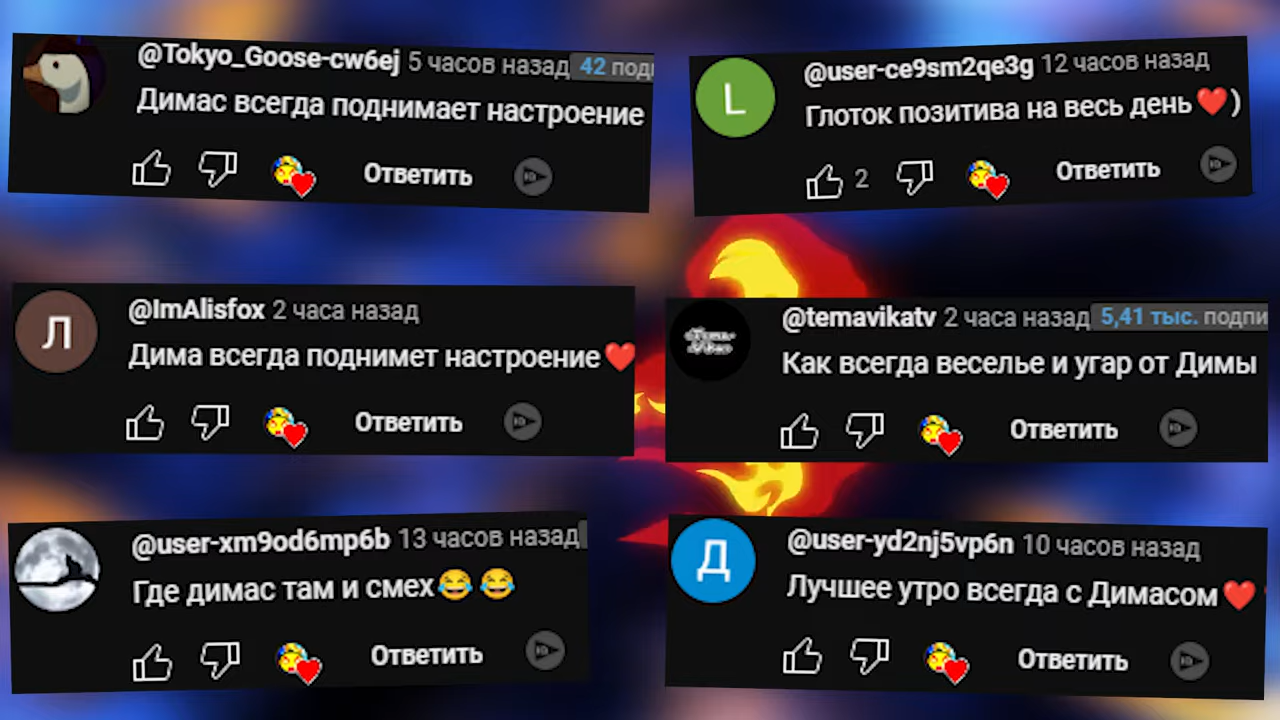 @Tokyo_Goose-cw6ej 5 часов назад 42 под
Димас всегда поднимает настроение
Ответить
L
@user-ce9sm2qe3g 12 часов назад
Глоток позитива на весь день❤️)
2
Ответить
Л
@ImAlisfox 2 часа назад
Дима всегда поднимет настроение❤️
Ответить
@temavikatv 2 часа назад 5,41 тыс. подпи
Как всегда веселье и угар от Димы
Ответить
@user-xm9od6mp6b 13 часов назад
Где димас там и смех😂 😂
Ответить
Д
@user-yd2nj5vp6n 10 часов назад
Лучшее утро всегда с Димасом❤️
Ответить